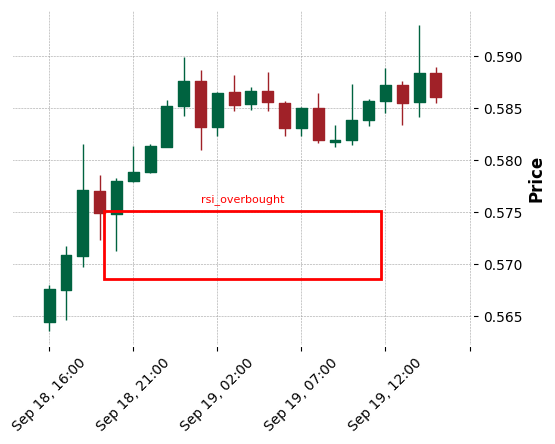 0.590
0.585
0.580
0.575
0.570
0.565
Price
rsi_overbought
Sep 18, 16:00
Sep 18, 21:00
Sep 19, 02:00
Sep 19, 07:00
Sep 19, 12:00